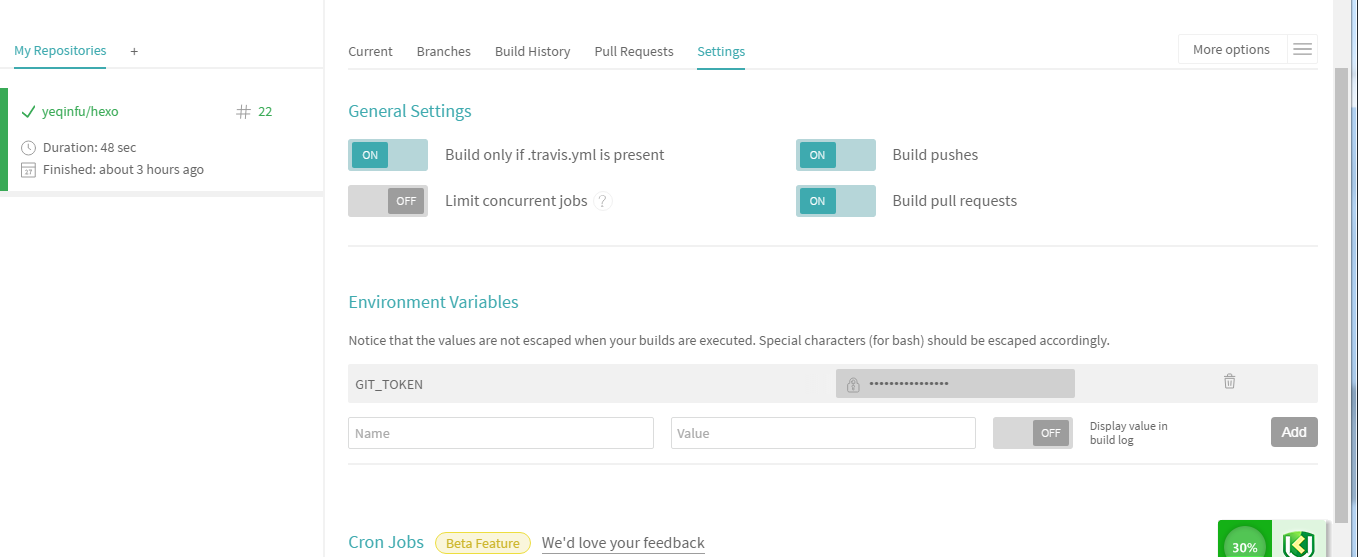 My Repositories +
Current Branches Build History Pull Requests Settings More options
yeqinfu/hexo # 22
Duration: 48 sec
27 Finished: about 3 hours ago
General Settings
ON Build only if .travis.yml is present ON Build pushes
OFF Limit concurrent jobs ? ON Build pull requests
Environment Variables
Notice that the values are not escaped when your builds are executed. Special characters (for bash) should be escaped accordingly.
GIT_TOKEN ••••••••••••••••
Name Value OFF Display value in
build log Add
Cron Jobs Beta Feature We'd love your feedback
30%